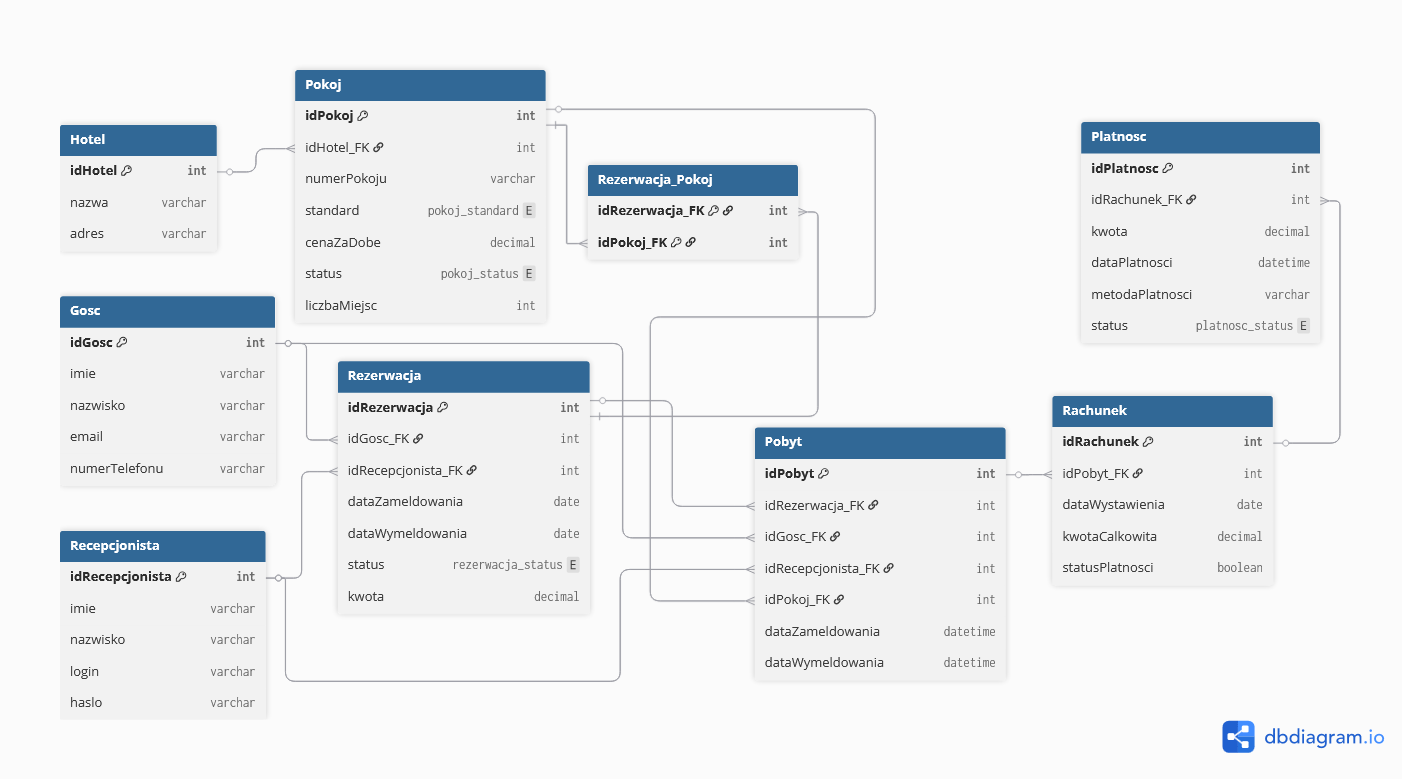 Hotel
idHotel int
nazwa varchar
adres varchar
Pokoj
idPokoj int
idHotel_FK int
numerPokoju varchar
standard pokoj_standard E
cenaZaDobe decimal
status pokoj_status E
liczbaMiejsc int
Rezerwacja_Pokoj
idRezerwacja_FK int
idPokoj_FK int
Platnosc
idPlatnosc int
idRachunek_FK int
kwota decimal
dataPlatnosci datetime
metodaPlatnosci varchar
status platnosc_status E
Gosc
idGosc int
imie varchar
nazwisko varchar
email varchar
numerTelefonu varchar
Rezerwacja
idRezerwacja int
idGosc_FK int
idRecepcjonista_FK int
dataZameldowania date
dataWymeldowania date
status rezerwacja_status E
kwota decimal
Pobyt
idPobyt int
idRezerwacja_FK int
idGosc_FK int
idRecepcjonista_FK int
idPokoj_FK int
dataZameldowania datetime
dataWymeldowania datetime
Rachunek
idRachunek int
idPobyt_FK int
dataWystawienia date
kwotaCalkowita decimal
statusPlatnosci boolean
Recepcjonista
idRecepcjonista int
imie varchar
nazwisko varchar
login varchar
haslo varchar
dbdiagram.io